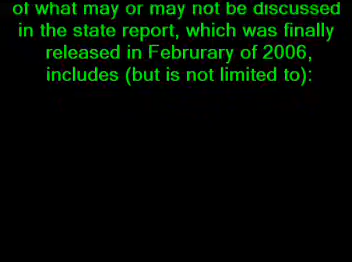 of what may or may not be discussed
in the state report, which was finally
released in Februrary of 2006,
includes (but is not limited to):